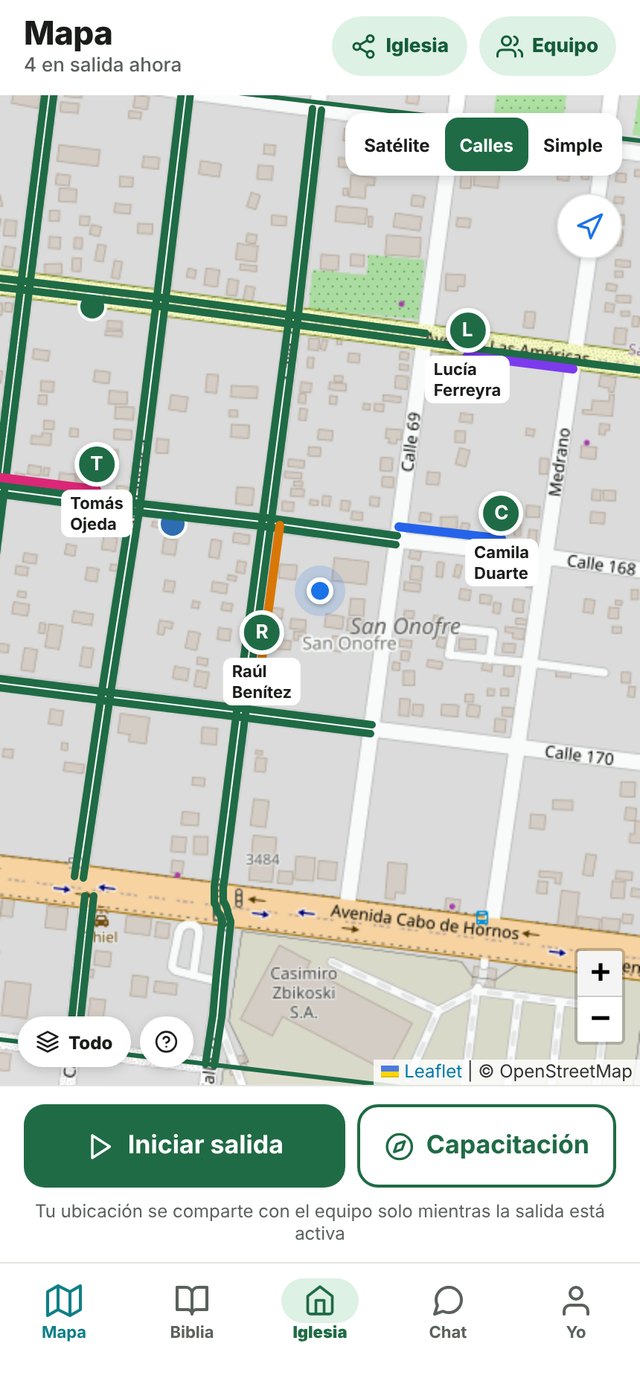 Mapa
4 en salida ahora
Iglesia
Equipo
Satélite
Calles
Simple
L
Las Américas
Lucía
Ferreyra
Calle 69
Medrano
T
Tomás
Ojeda
C
Camila
Duarte
Calle 168
R
Raúl
Benítez
San Onofre
San Onofre
Calle 170
3484
Avenida Cabo de Hornos
Casimiro
Zbikoski
S.A.
+
−
Todo
?
Leaflet | © OpenStreetMap
Iniciar salida
Capacitación
Tu ubicación se comparte con el equipo solo mientras la salida está
activa
Mapa
Biblia
Iglesia
Chat
Yo